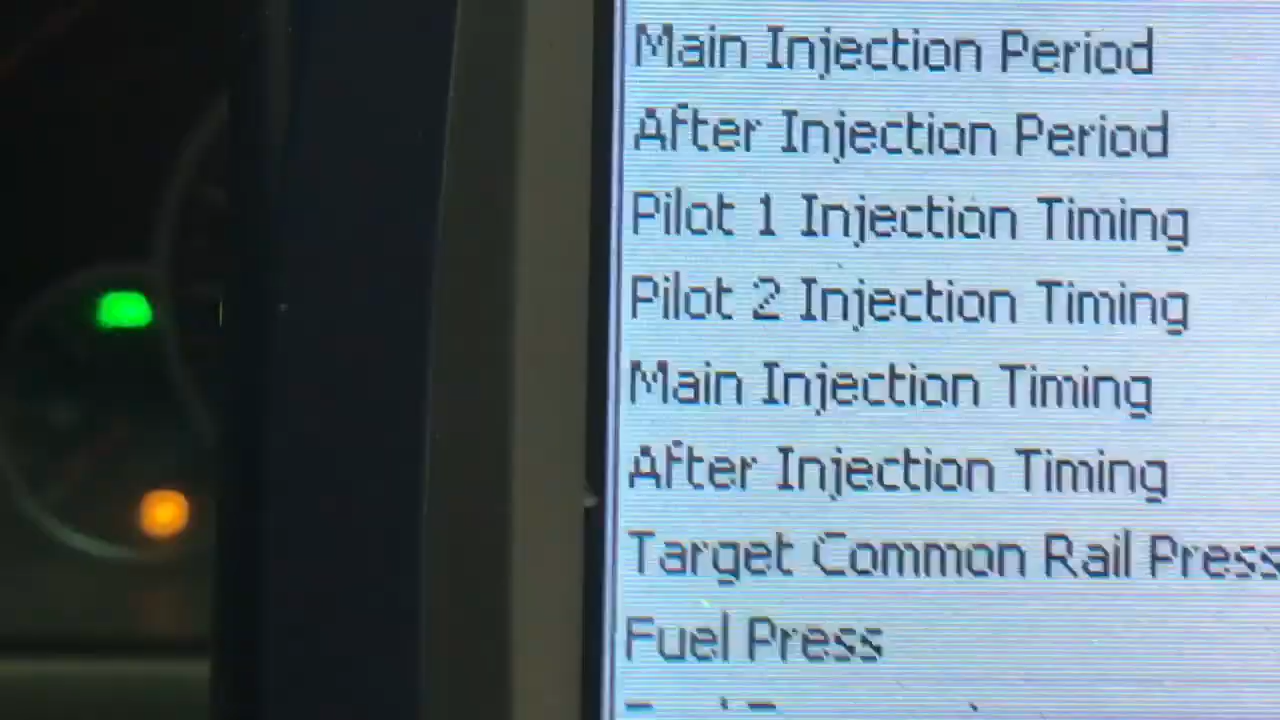 Main Injection Period
After Injection Period
Pilot 1 Injection Timing
Pilot 2 Injection Timing
Main Injection Timing
After Injection Timing
Target Common Rail Press
Fuel Press